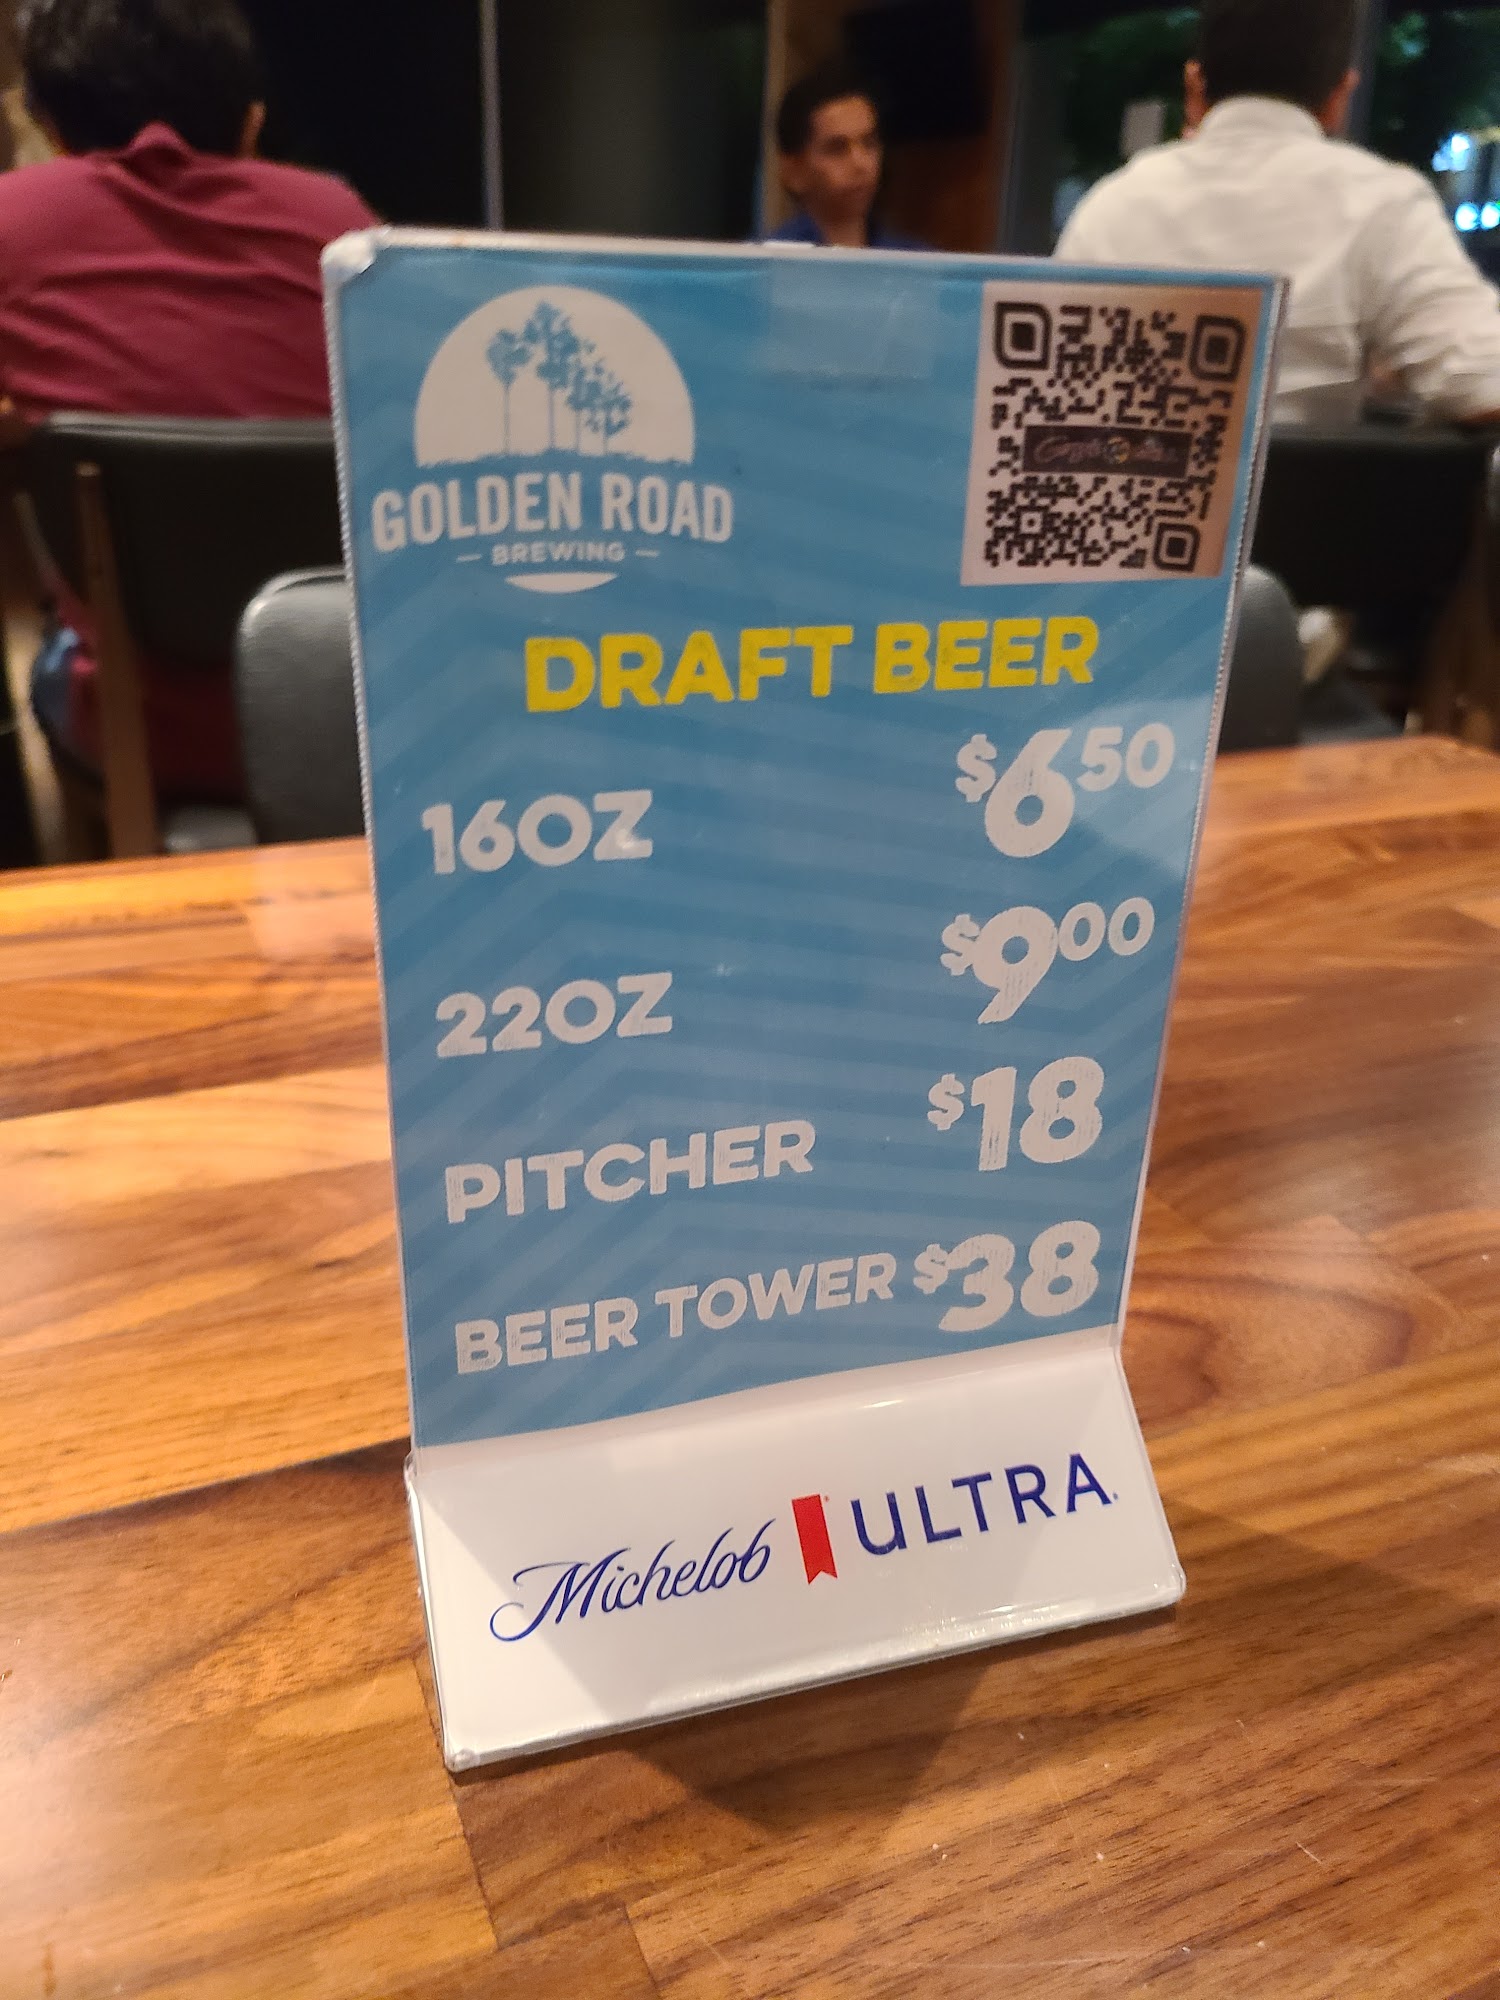 GOLDEN ROAD
— BREWING —
DRAFT BEER
16OZ $6.50
22OZ $9.00
PITCHER $18
BEER TOWER $38
Michelob ULTRA